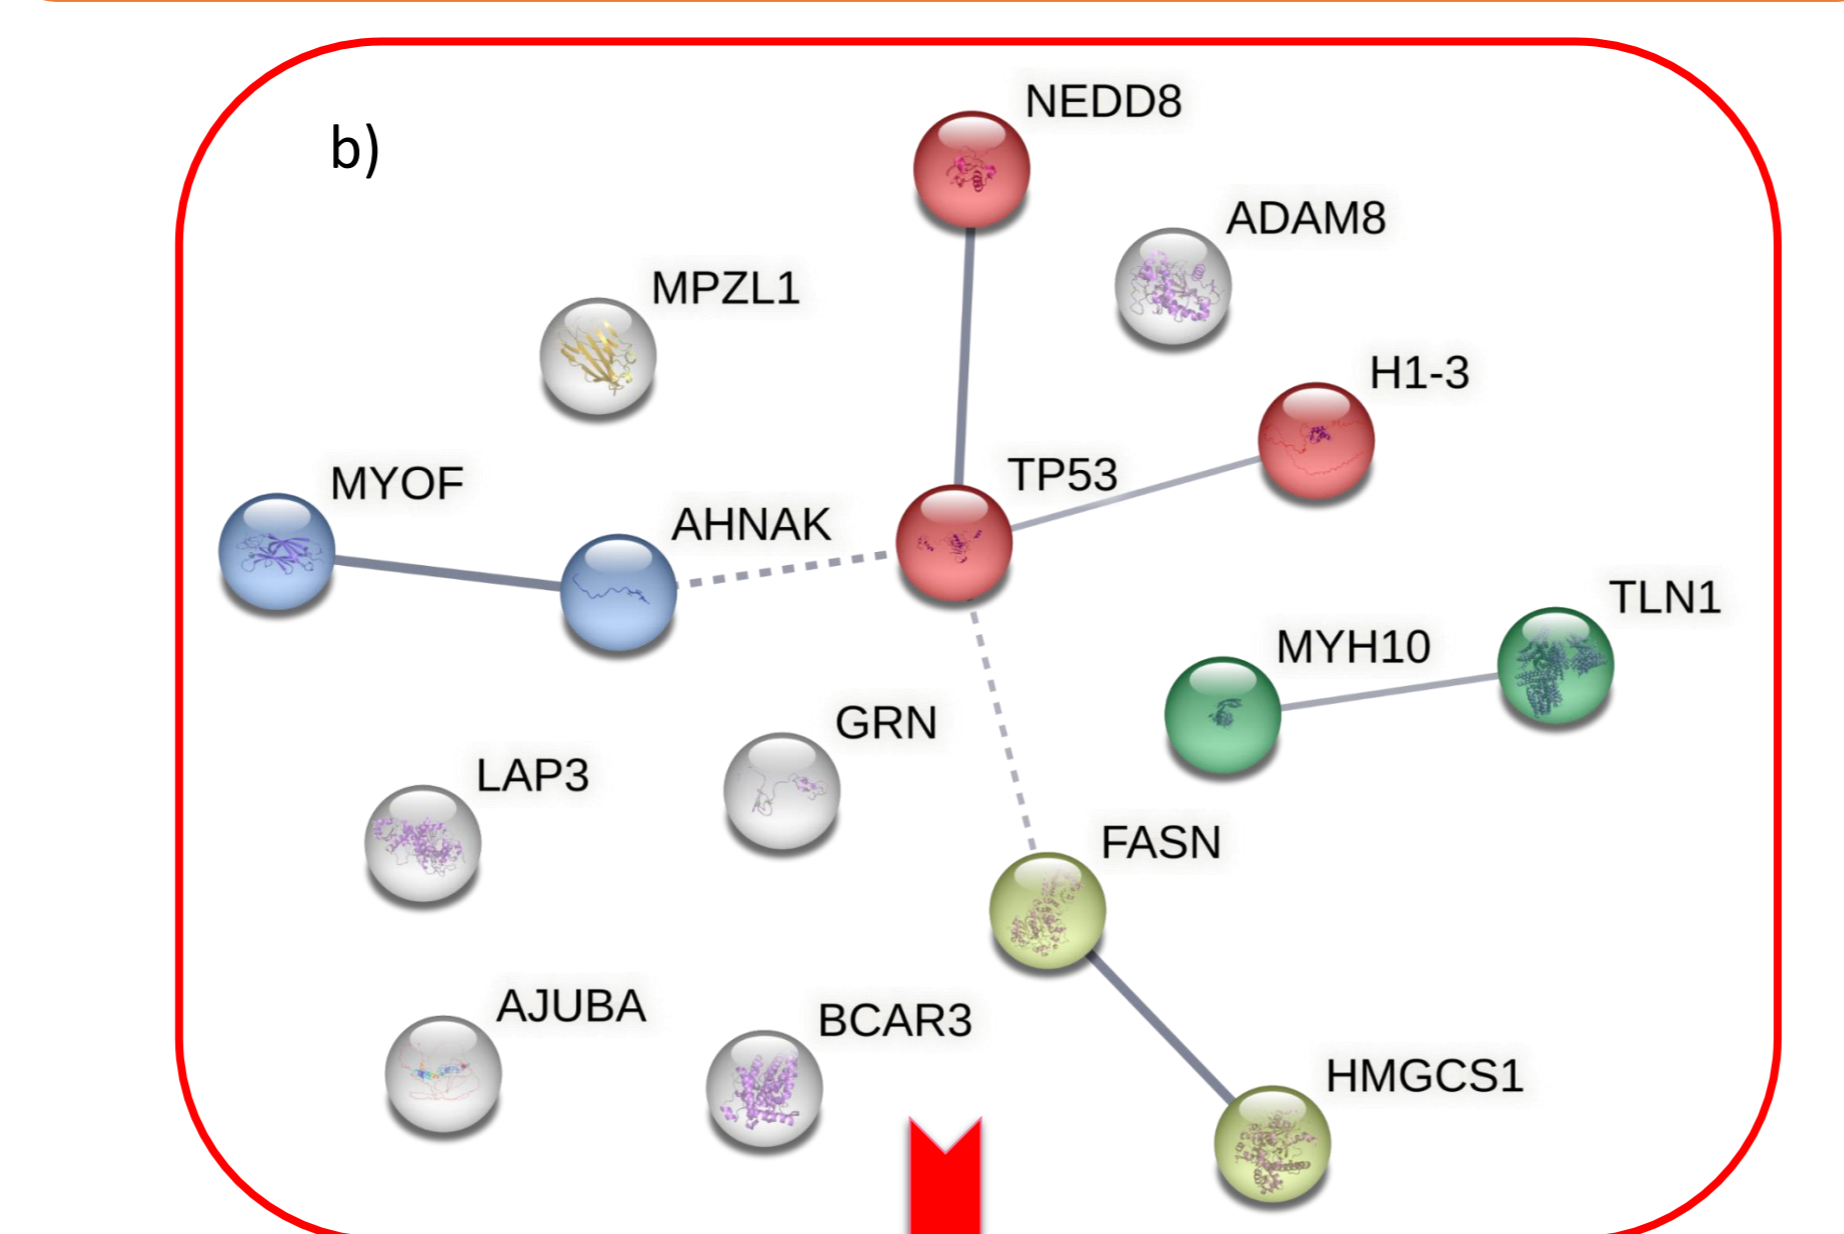 b)
NEDD8
ADAM8
MPZL1
H1-3
TP53
MYOF
AHNAK
TLN1
MYH10
GRN
LAP3
FASN
AJUBA
BCAR3
HMGCS1